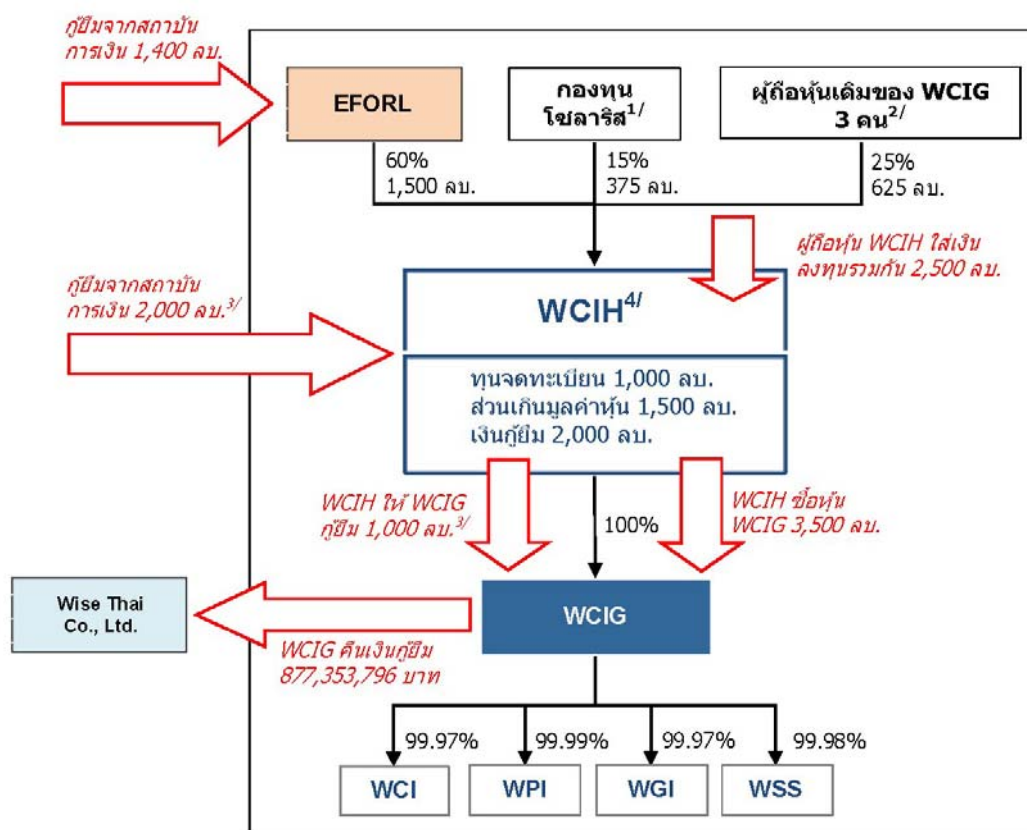 กู้ยืมจากสถาบัน
การเงิน 1,400 ลบ.
EFORL
กองทุน
โซลาริส1/
ผู้ถือหุ้นเดิมของ WCIG
3 คน2/
60%
1,500 ลบ.
15%
375 ลบ.
25%
625 ลบ.
ผู้ถือหุ้น WCIH ใส่เงิน
ลงทุนรวมกัน 2,500 ลบ.
กู้ยืมจากสถาบัน
การเงิน 2,000 ลบ.3/
WCIH4/
ทุนจดทะเบียน 1,000 ลบ.
ส่วนเกินมูลค่าหุ้น 1,500 ลบ.
เงินกู้ยืม 2,000 ลบ.
WCIH ให้ WCIG
กู้ยืม 1,000 ลบ.3/
100%
WCIH ซื้อหุ้น
WCIG 3,500 ลบ.
Wise Thai
Co., Ltd.
WCIG
WCIG คืนเงินกู้ยืม
877,353,796 บาท
99.97%
99.99%
99.97%
99.98%
WCI
WPI
WGI
WSS